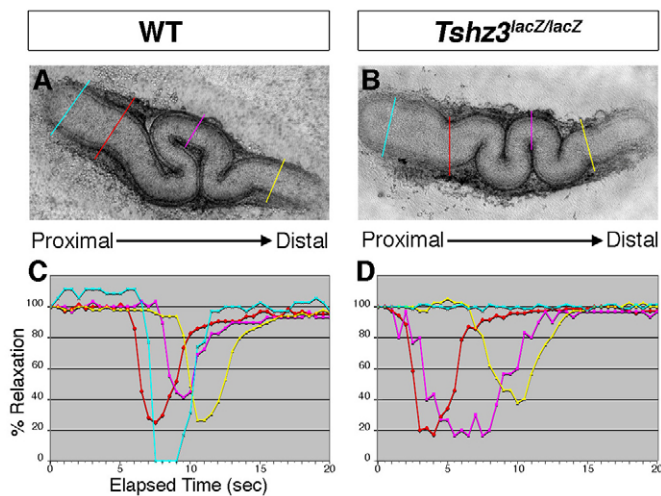 WT
Tshz3lacZ/lacZ
A
B
Proximal Distal
Proximal Distal
C
D
% Relaxation
100
80
60
40
20
0
0 5 10 15 20
Elapsed Time (sec)
100
80
60
40
20
0
0 5 10 15 20